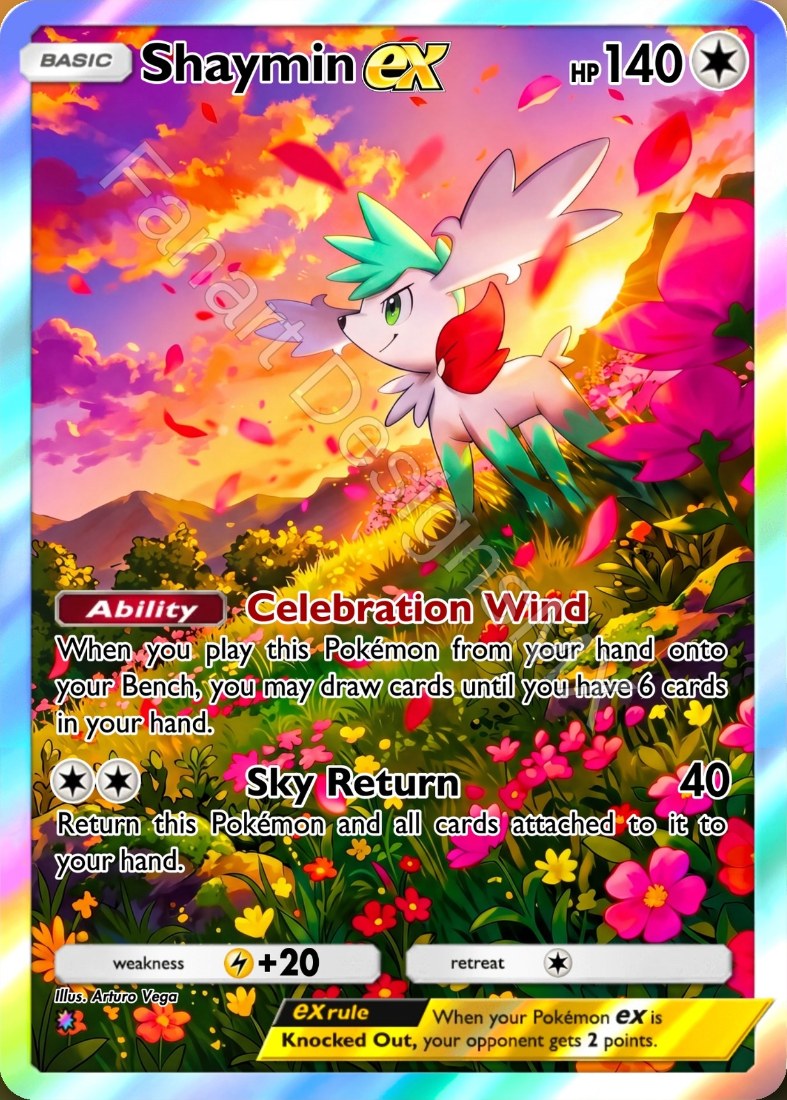 BASIC Shaymin ex HP 140
Fanart Designs
Ability Celebration Wind
When you play this Pokémon from your hand onto
your Bench, you may draw cards until you have 6 cards
in your hand.
Sky Return 40
Return this Pokémon and all cards attached to it to
your hand.
weakness +20 retreat
Illus. Arturo Vega
ex rule When your Pokémon ex is
Knocked Out, your opponent gets 2 points.